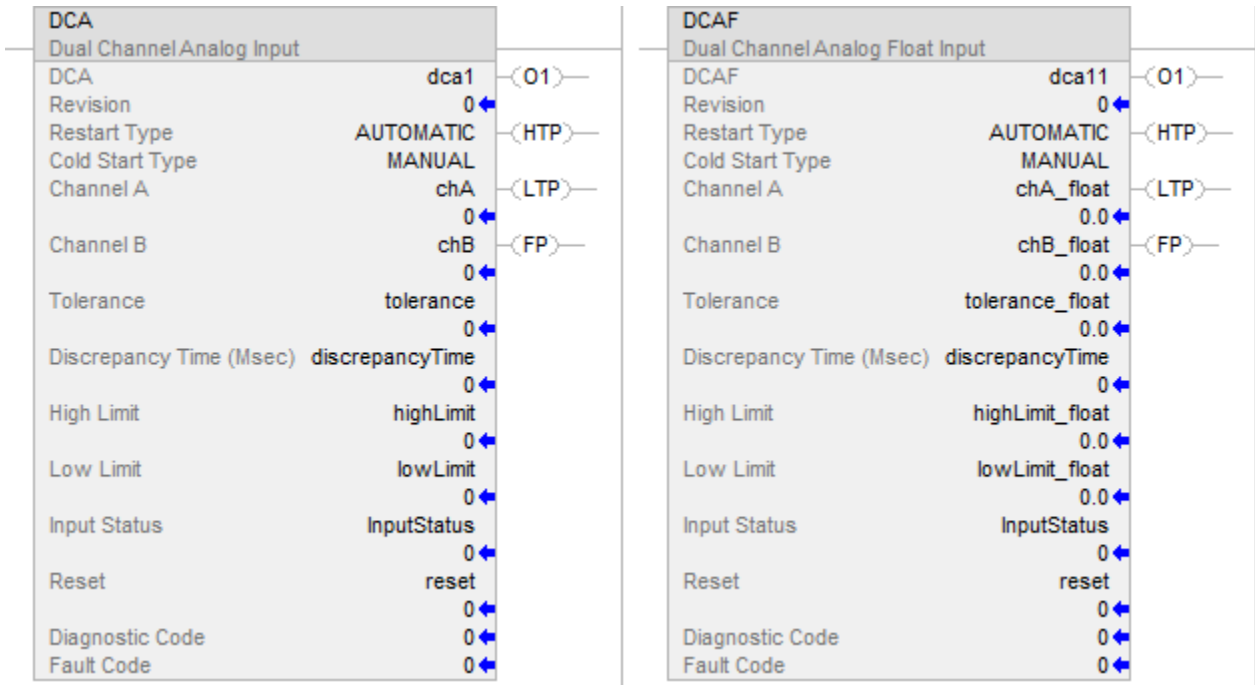 DCA
Dual Channel Analog Input
DCA dca1 (O1)
Revision
0
Restart Type AUTOMATIC (HTP)
Cold Start Type MANUAL
Channel A chA (LTP)
0
Channel B chB (FP)
0
Tolerance tolerance
0
Discrepancy Time (Msec) discrepancyTime
0
High Limit highLimit
0
Low Limit lowLimit
0
Input Status InputStatus
0
Reset reset
0
Diagnostic Code 0
Fault Code 0
DCAF
Dual Channel Analog Float Input
DCAF dca11 (O1)
Revision 0
Restart Type AUTOMATIC (HTP)
Cold Start Type MANUAL
Channel A chA_float (LTP)
0.0
Channel B chB_float (FP)
0.0
Tolerance tolerance_float
0.0
Discrepancy Time (Msec) discrepancyTime
0
High Limit highLimit_float
0.0
Low Limit lowLimit_float
0.0
Input Status InputStatus
0
Reset reset
0
Diagnostic Code 0
Fault Code 0